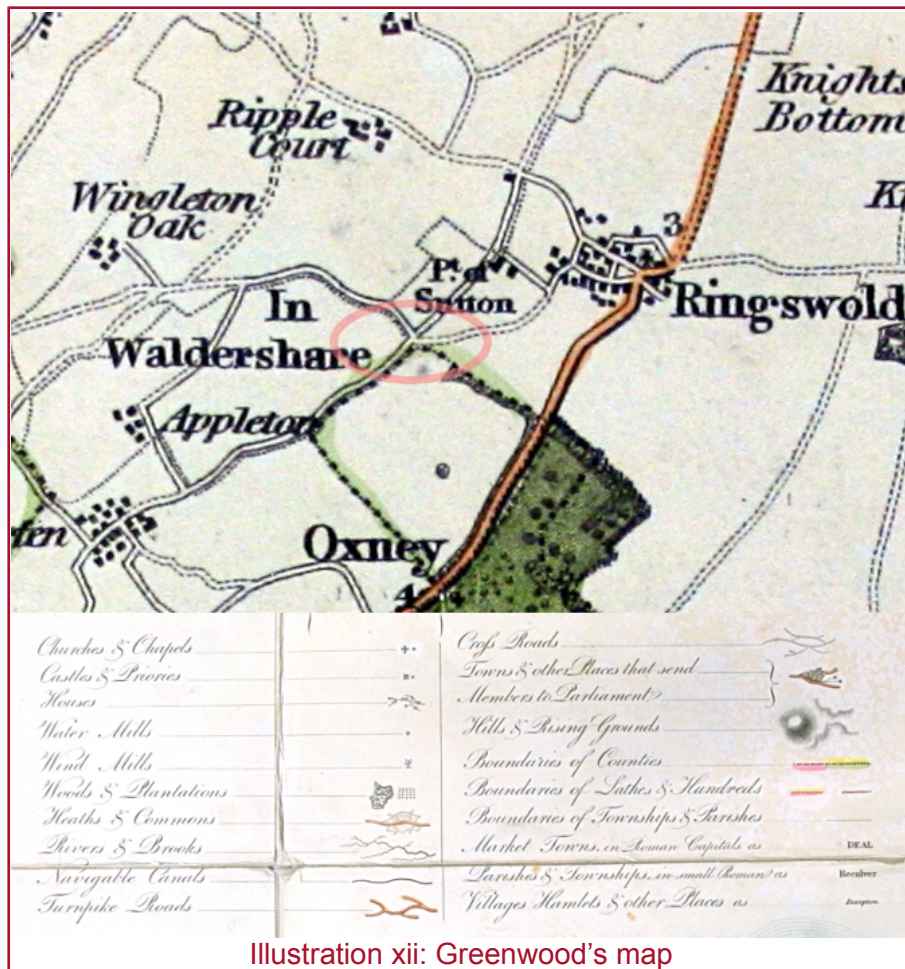 Knights
Bottom
Ripple
Court
Wingleton
Oak
3
Pt. of
Sutton
In
Waldershare
Ringswold
Appleton
Oxney
4
Churches & Chapels
Castles & Priories
Houses
Water Mills
Wind Mills
Woods & Plantations
Heaths & Commons
Rivers & Brooks
Navigable Canals
Turnpike Roads
Cross Roads
Towns & other Places that send
Members to Parliament
Hills & Rising Grounds
Boundaries of Counties
Boundaries of Lathes & Hundreds
Boundaries of Townships & Parishes
Market Towns, in Roman Capitals as DEAL
Parishes & Townships, in small Roman as Reculver
Villages Hamlets & other Places as
Illustration xii: Greenwood's map